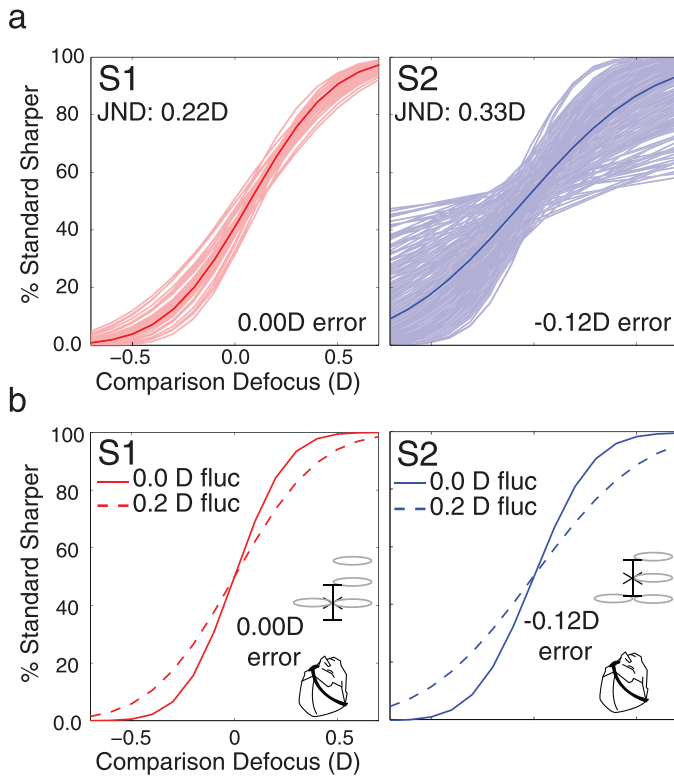 a
100
80
60
40
20
0.0
% Standard Sharper
S1
JND: 0.22D
0.00D error
−0.5
0.0
0.5
Comparison Defocus (D)
S2
JND: 0.33D
-0.12D error
b
100
80
60
40
20
0.0
% Standard Sharper
S1
0.0 D fluc
0.2 D fluc
0.00D
error
−0.5
0
0.5
Comparison Defocus (D)
S2
0.0 D fluc
0.2 D fluc
-0.12D
error